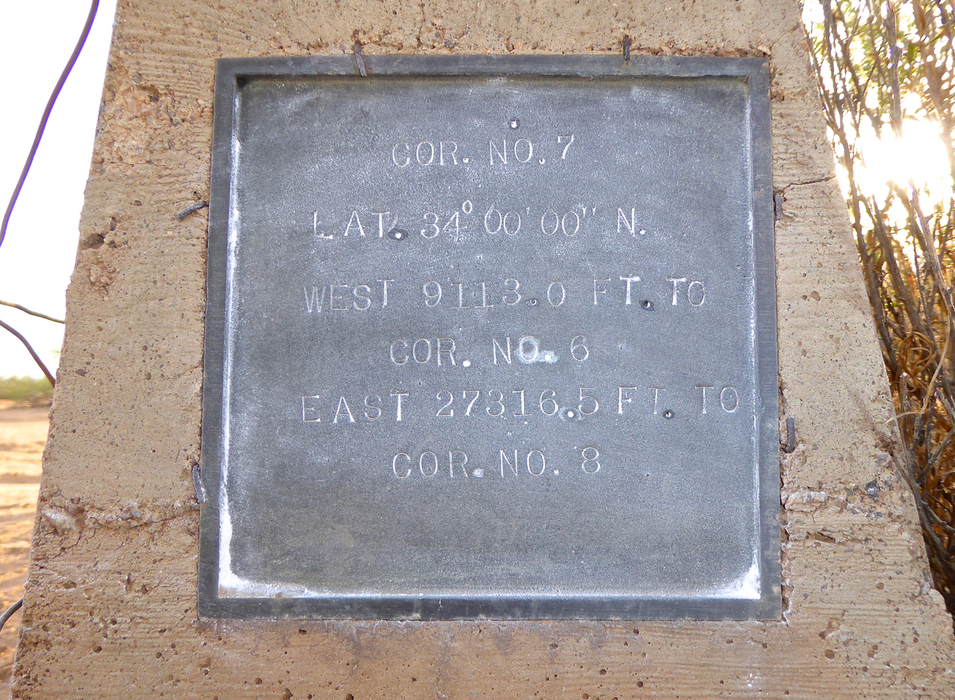 COR. NO. 7
LAT. 34° 00' 00" N.
WEST 9113.0 FT. TO
COR. NO. 6
EAST 27316.5 FT. TO
COR. NO. 8